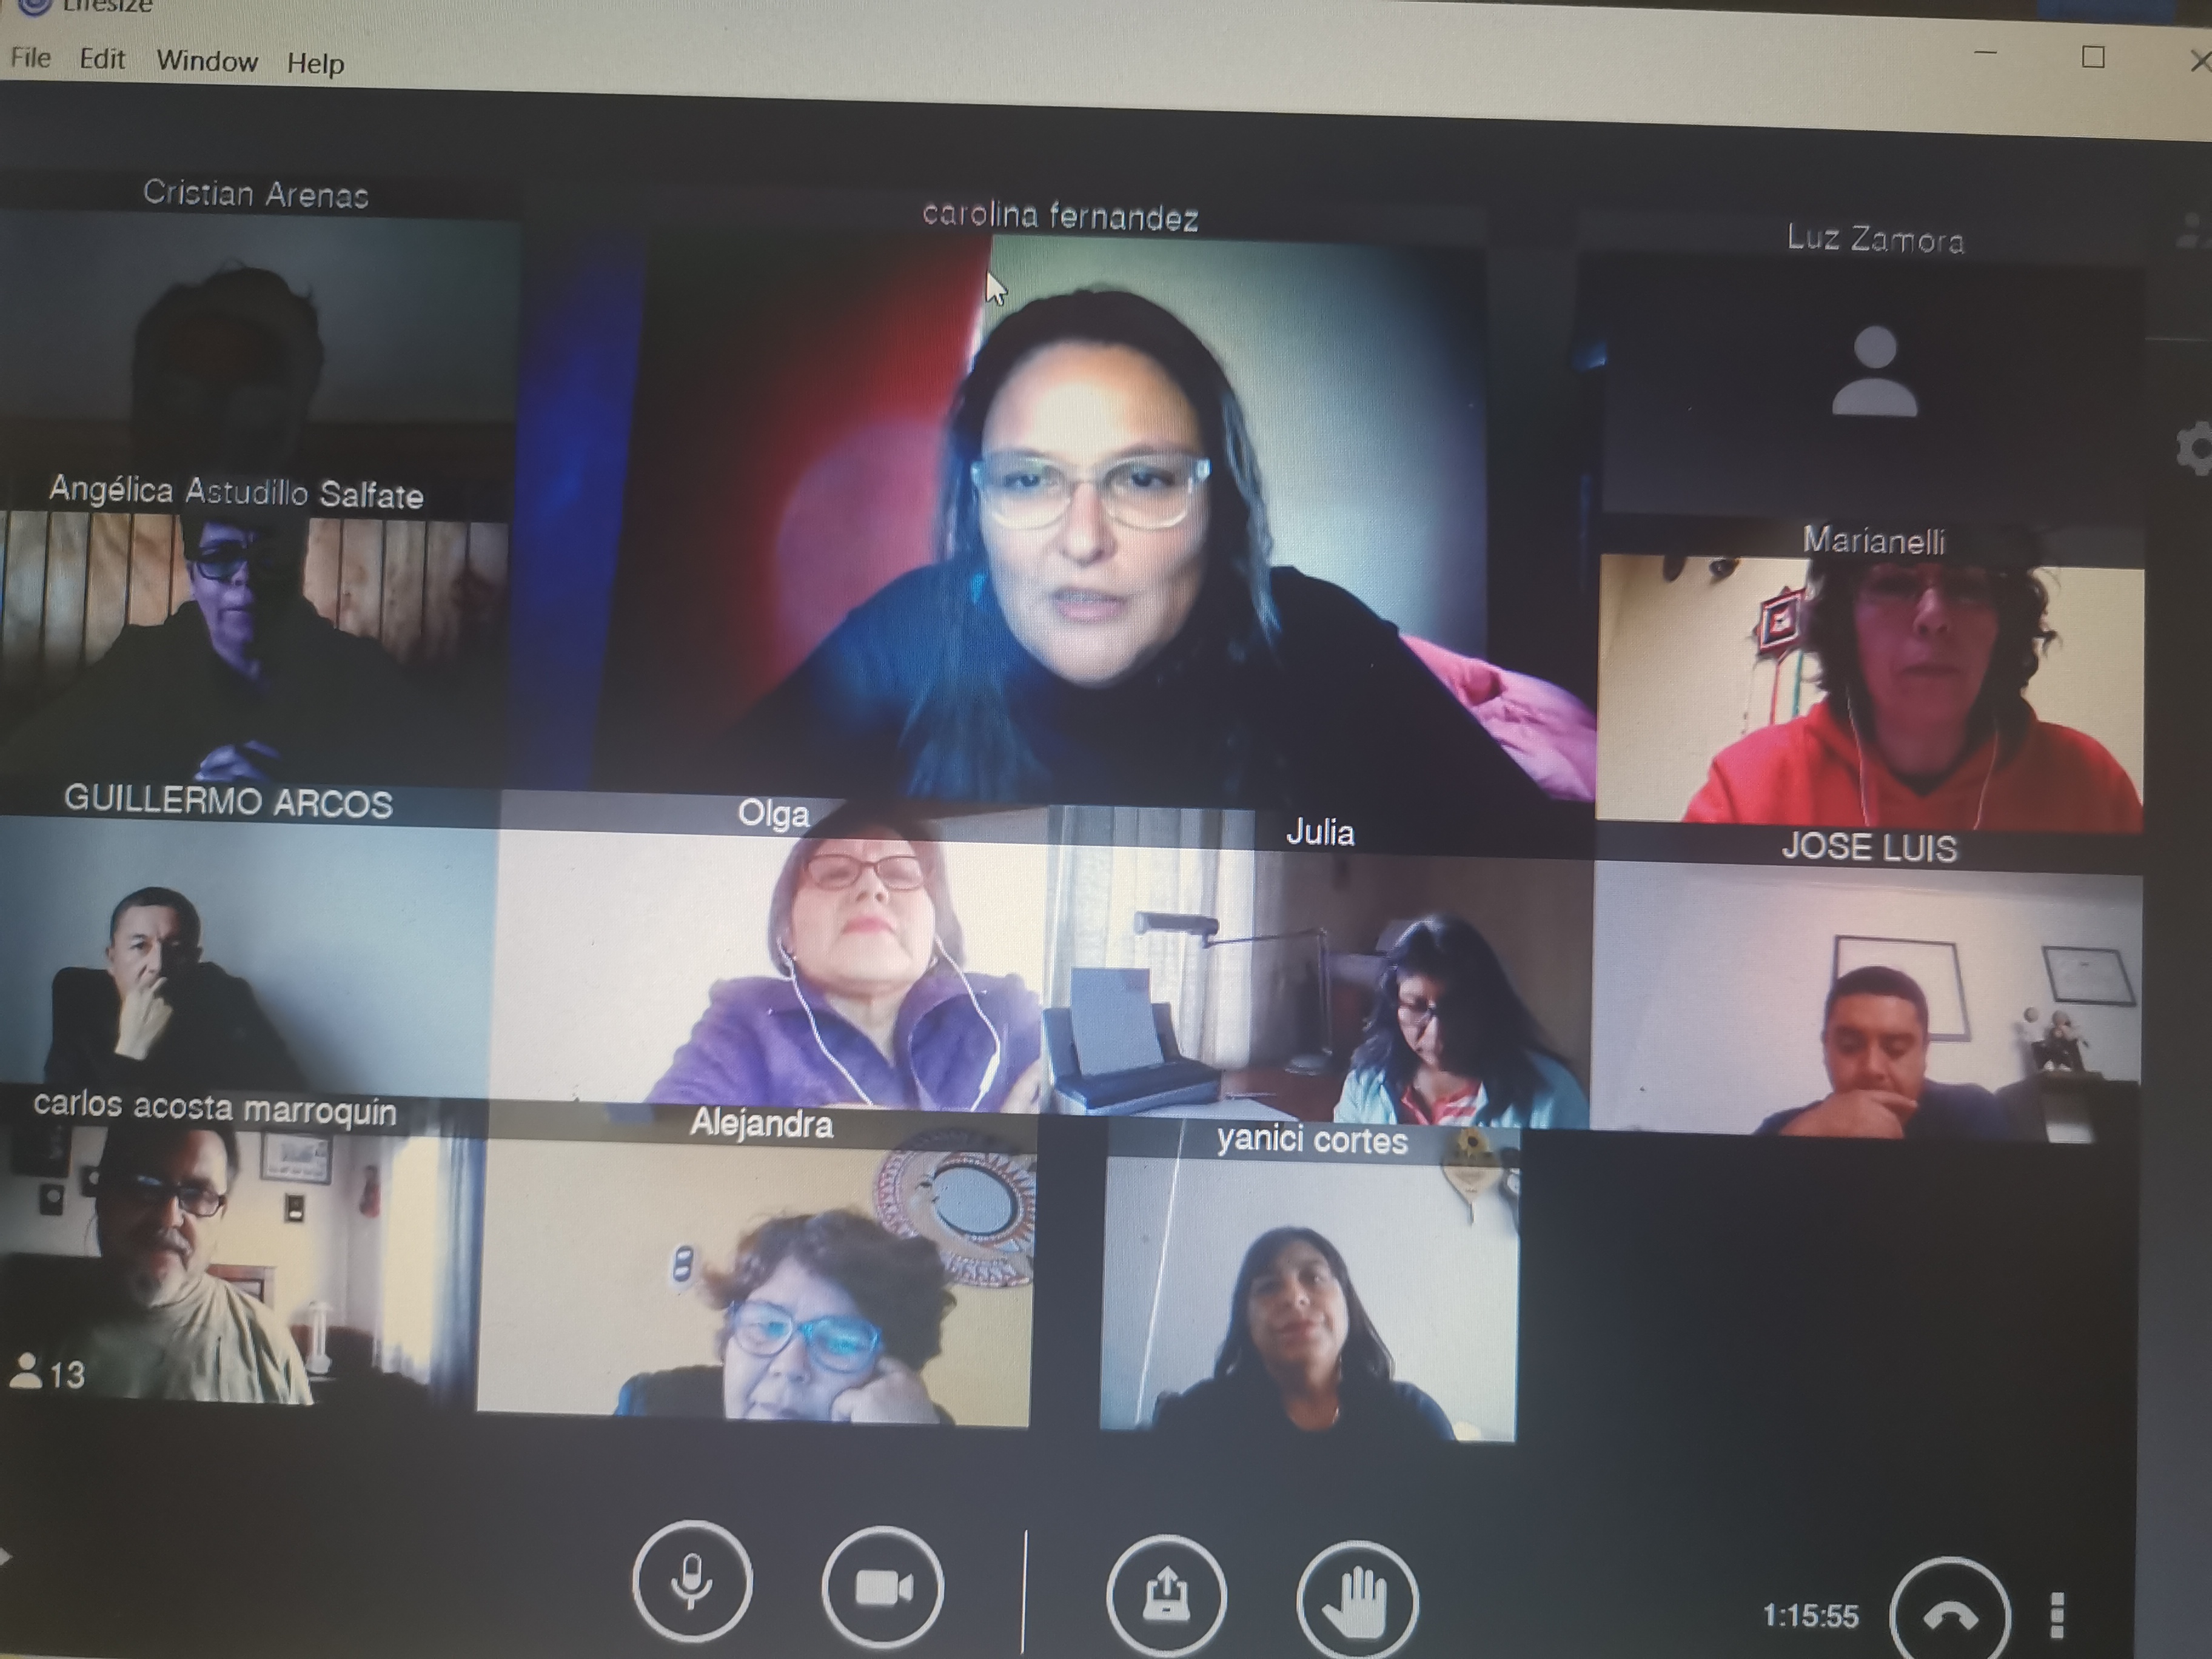 Lifesize
File Edit Window Help
Cristian Arenas
carolina fernandez
Luz Zamora
Angélica Astudillo Salfate
Marianelli
GUILLERMO ARCOS
Olga
Julia
JOSE LUIS
carlos acosta marroquín
Alejandra
yanici cortes
13
1:15:55